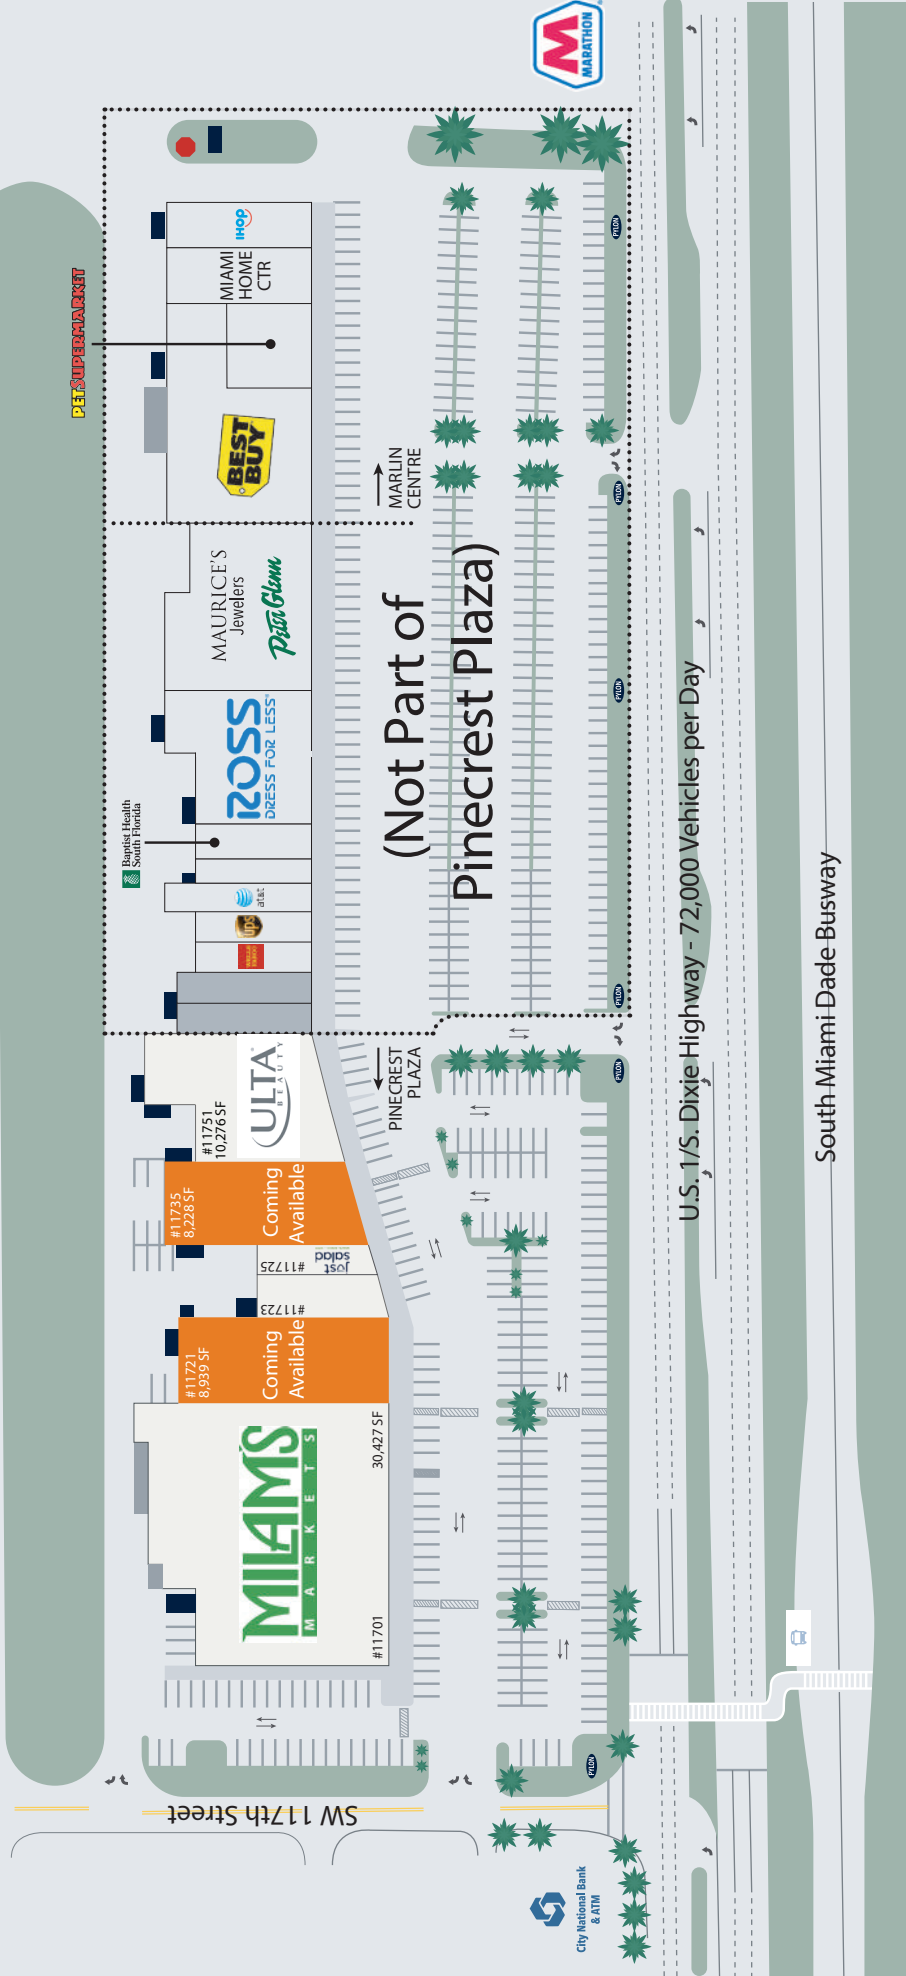 MARATHON
IHOP
MIAMI
HOME
CTR
PETSUPERMARKET
BEST
BUY
MARLIN
CENTRE
MAURICE'S
Jewelers
Peter Glenn
ROSS
DRESS FOR LESS®
Baptist Health
South Florida
at&t
ups
WELLS
FARGO
(Not Part of
Pinecrest Plaza)
PYLON
PYLON
PYLON
PYLON
PYLON
PYLON
PINECREST
PLAZA
ULTA
BEAUTY
#11751
10,276 SF
#11735
8,228 SF
Coming
Available
#11725
just
salad
#11723
#11721
8,939 SF
Coming
Available
MILAM'S
MARKETS
30,427 SF
#11701
U.S. 1/S. Dixie Highway - 72,000 Vehicles per Day
South Miami Dade Busway
SW 117th Street
City National Bank
& ATM